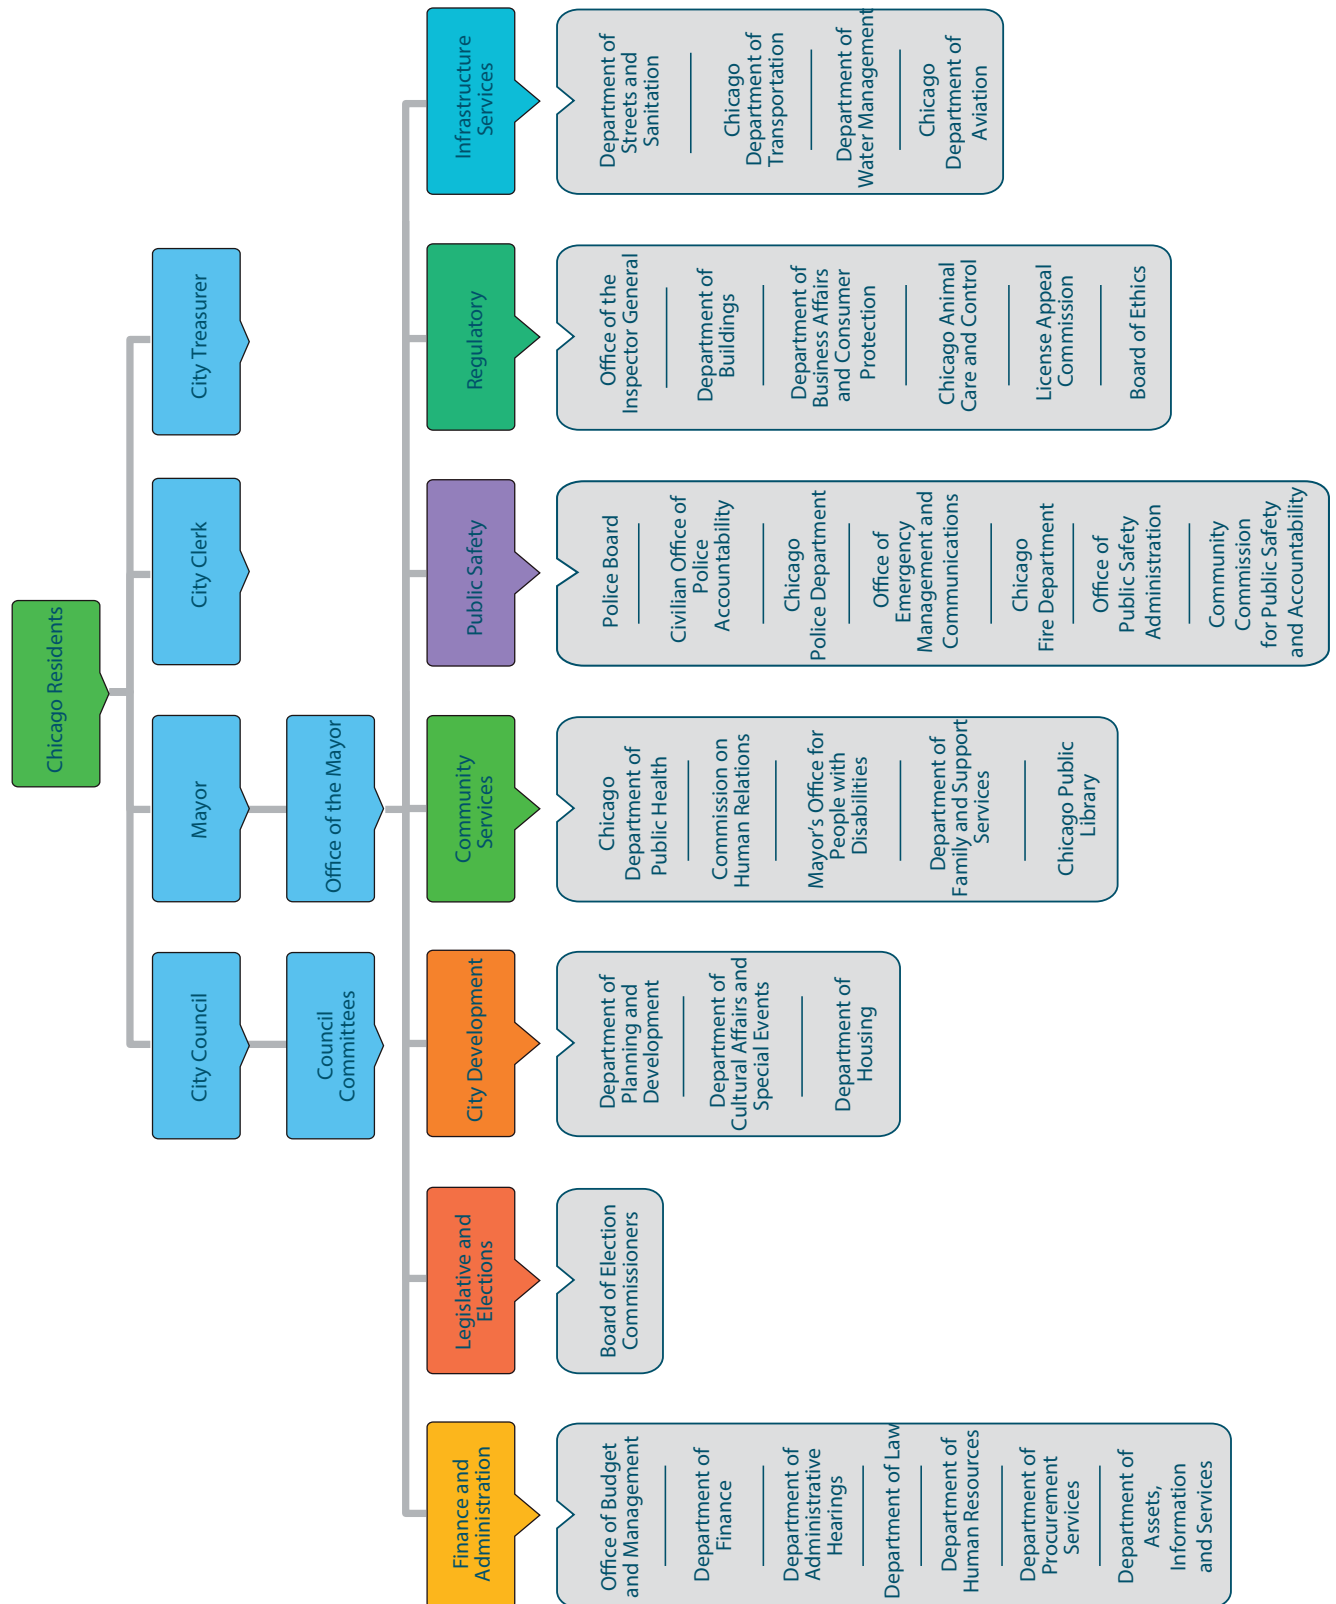 Chicago Residents
City Council
Mayor
City Clerk
City Treasurer
Council
Committees
Office of the Mayor
Finance and
Administration
Office of Budget
and Management
Department of
Finance
Department of
Administrative
Hearings
Department of Law
Department of
Human Resources
Department of
Procurement
Services
Department of
Assets,
Information
and Services
Legislative and
Elections
Board of Election
Commissioners
City Development
Department of
Planning and
Development
Department of
Cultural Affairs and
Special Events
Department of
Housing
Community
Services
Chicago
Department of
Public Health
Commission on
Human Relations
Mayor's Office for
People with
Disabilities
Department of
Family and Support
Services
Chicago Public
Library
Public Safety
Police Board
Civilian Office of
Police
Accountability
Chicago
Police Department
Office of
Emergency
Management and
Communications
Chicago
Fire Department
Office of
Public Safety
Administration
Community
Commission
for Public Safety
and Accountability
Regulatory
Office of the
Inspector General
Department of
Buildings
Department of
Business Affairs
and Consumer
Protection
Chicago Animal
Care and Control
License Appeal
Commission
Board of Ethics
Infrastructure
Services
Department of
Streets and
Sanitation
Chicago
Department of
Transportation
Department of
Water Management
Chicago
Department of
Aviation